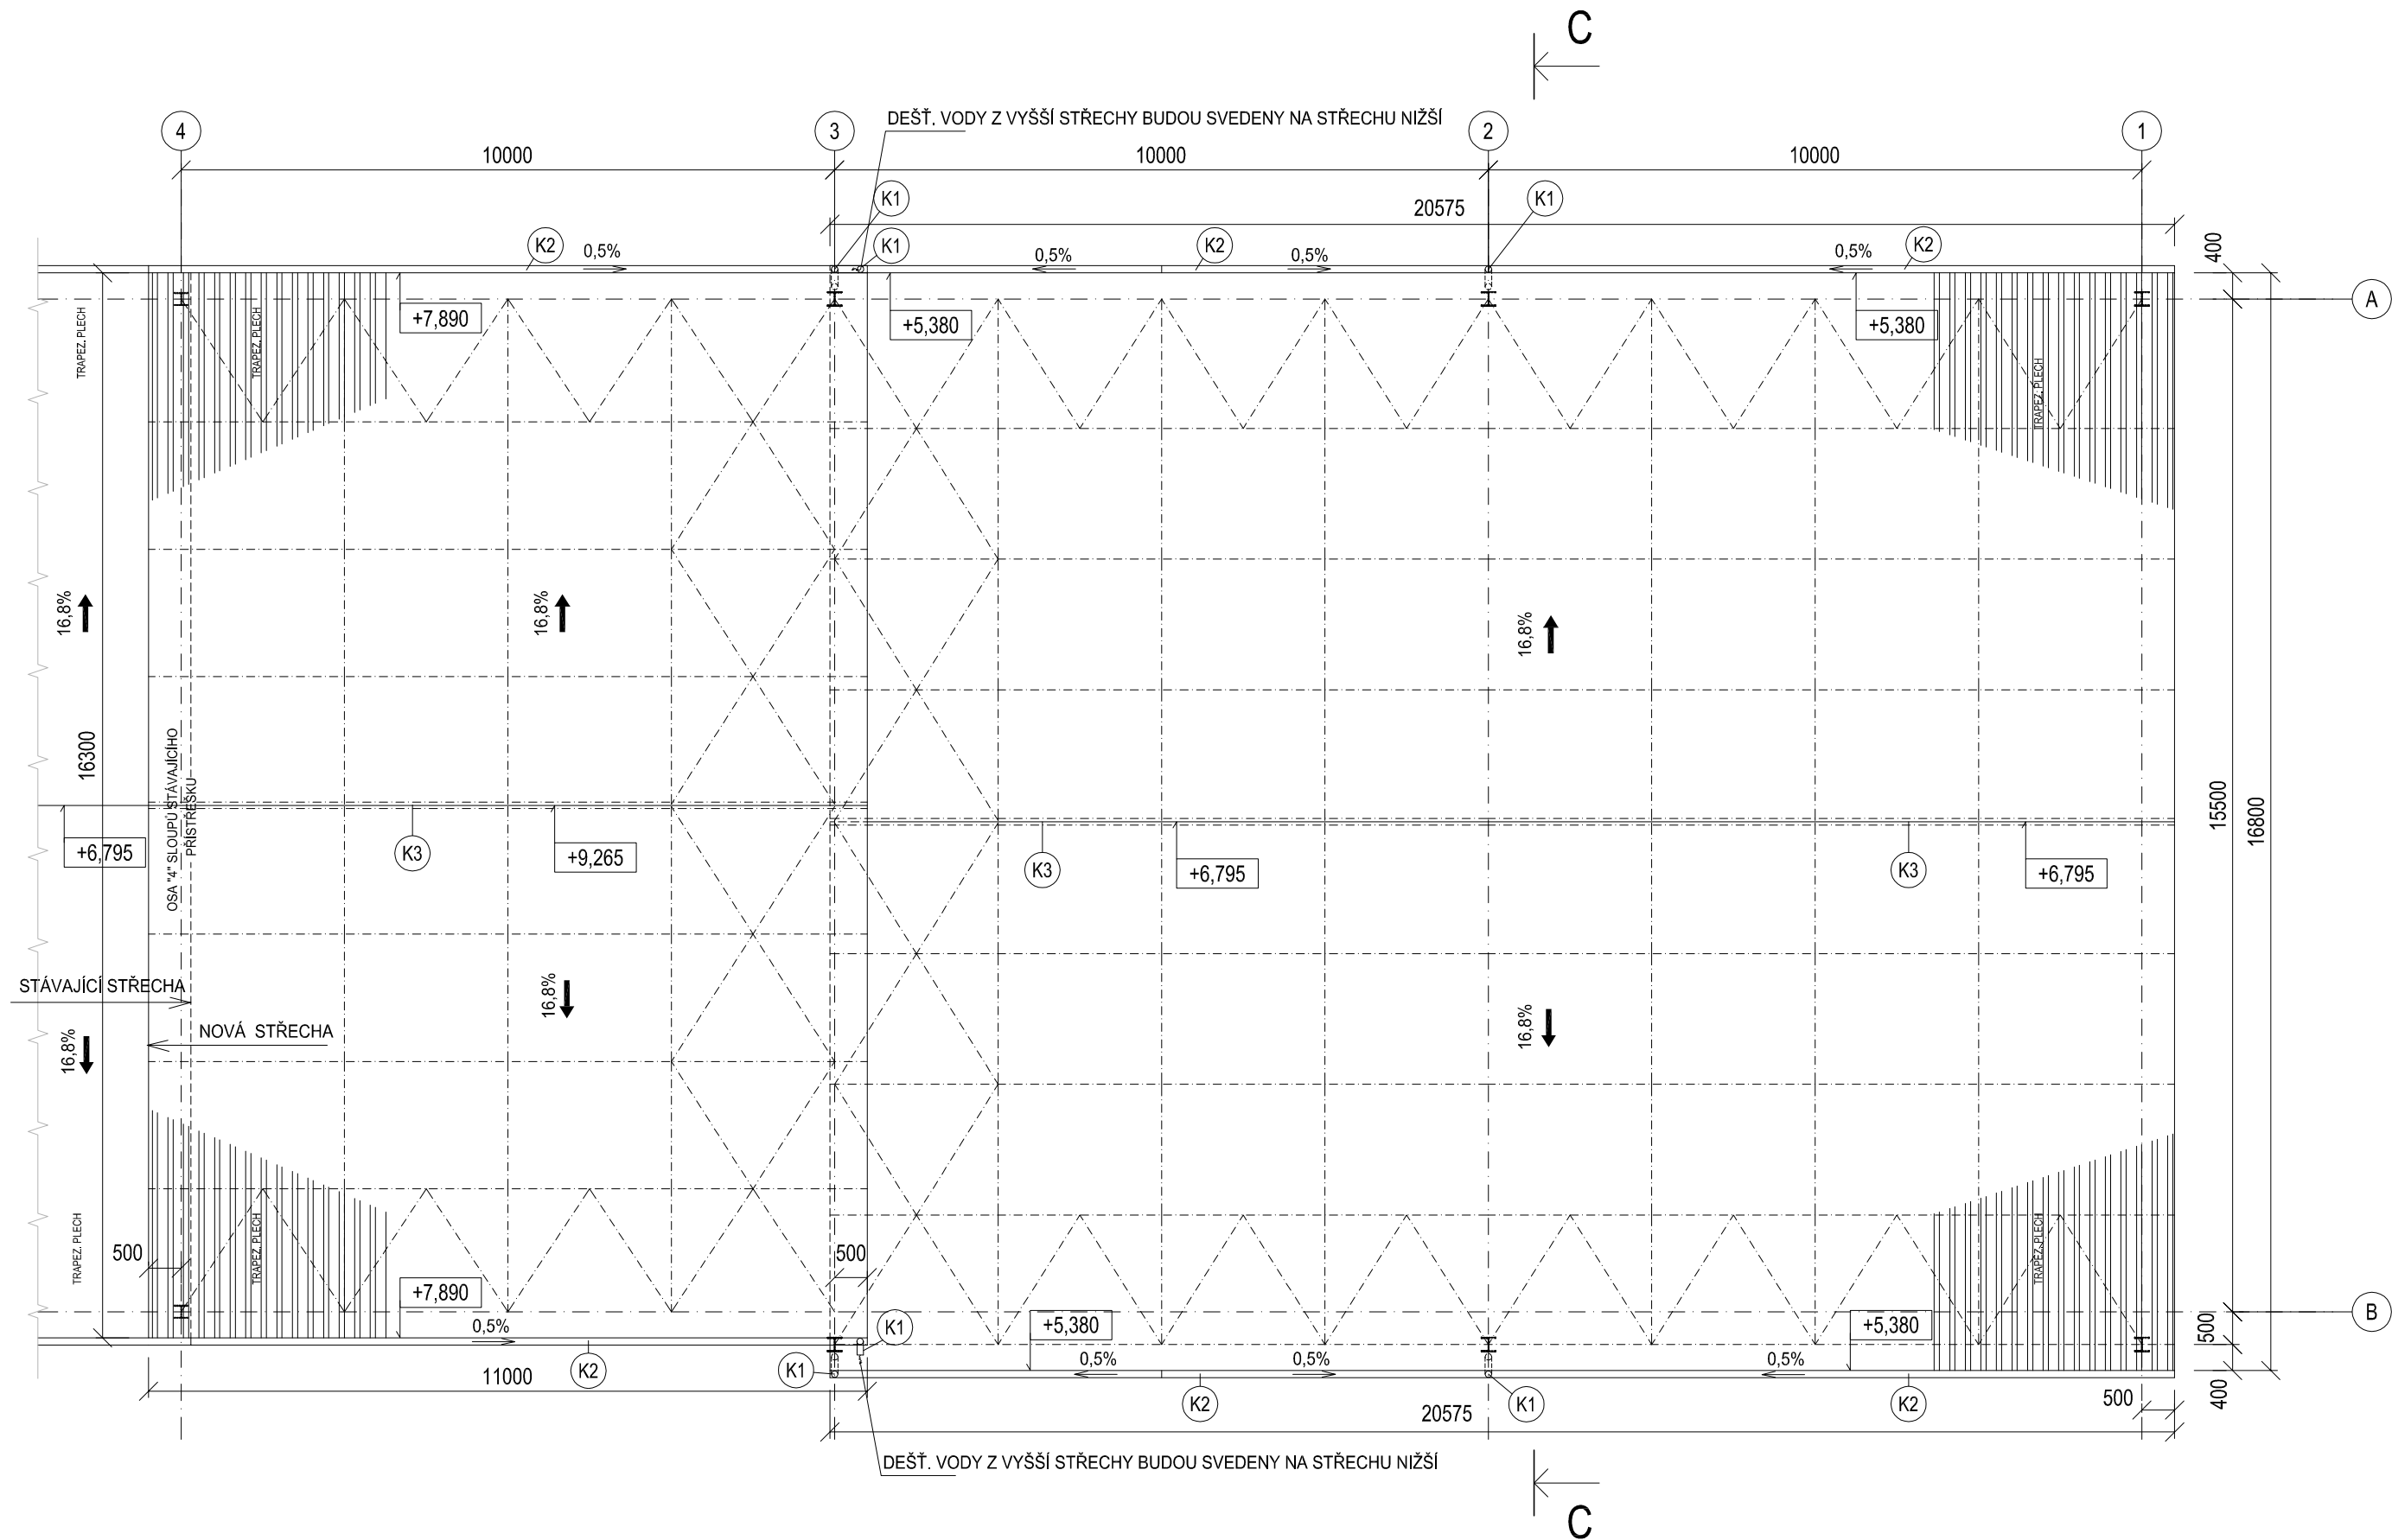 C
4
3
2
1
DEŠŤ. VODY Z VYŠŠÍ STŘECHY BUDOU SVEDENY NA STŘECHU NIŽŠÍ
10000
10000
10000
K1
K1
20575
K2
0,5%
K1
0,5%
K2
0,5%
0,5%
K2
400
A
+7,890
+5,380
+5,380
TRAPEZ. PLECH
TRAPEZ. PLECH
TRAPEZ. PLECH
16,8%
16,8%
16,8%
16300
OSA "4" SLOUPŮ STÁVAJÍCÍHO
PŘÍSTŘEŠKU
15500
16800
+6,795
K3
+9,265
K3
+6,795
K3
+6,795
STÁVAJÍCÍ STŘECHA
NOVÁ STŘECHA
16,8%
16,8%
16,8%
TRAPEZ. PLECH
TRAPEZ. PLECH
TRAPEZ. PLECH
500
500
+7,890
+5,380
+5,380
B
500
0,5%
K1
K2
K1
0,5%
0,5%
0,5%
11000
K2
K1
K2
500
400
20575
DEŠŤ. VODY Z VYŠŠÍ STŘECHY BUDOU SVEDENY NA STŘECHU NIŽŠÍ
C